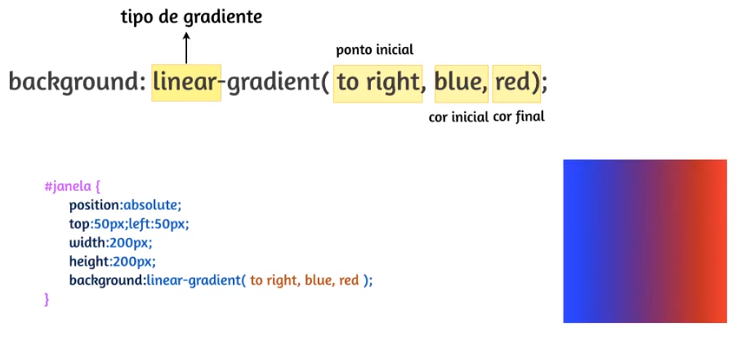 tipo de gradiente
ponto inicial
background: linear-gradient( to right, blue, red);
cor inicial cor final
#janela {
position:absolute;
top:50px;left:50px;
width:200px;
height:200px;
background:linear-gradient( to right, blue, red );
}